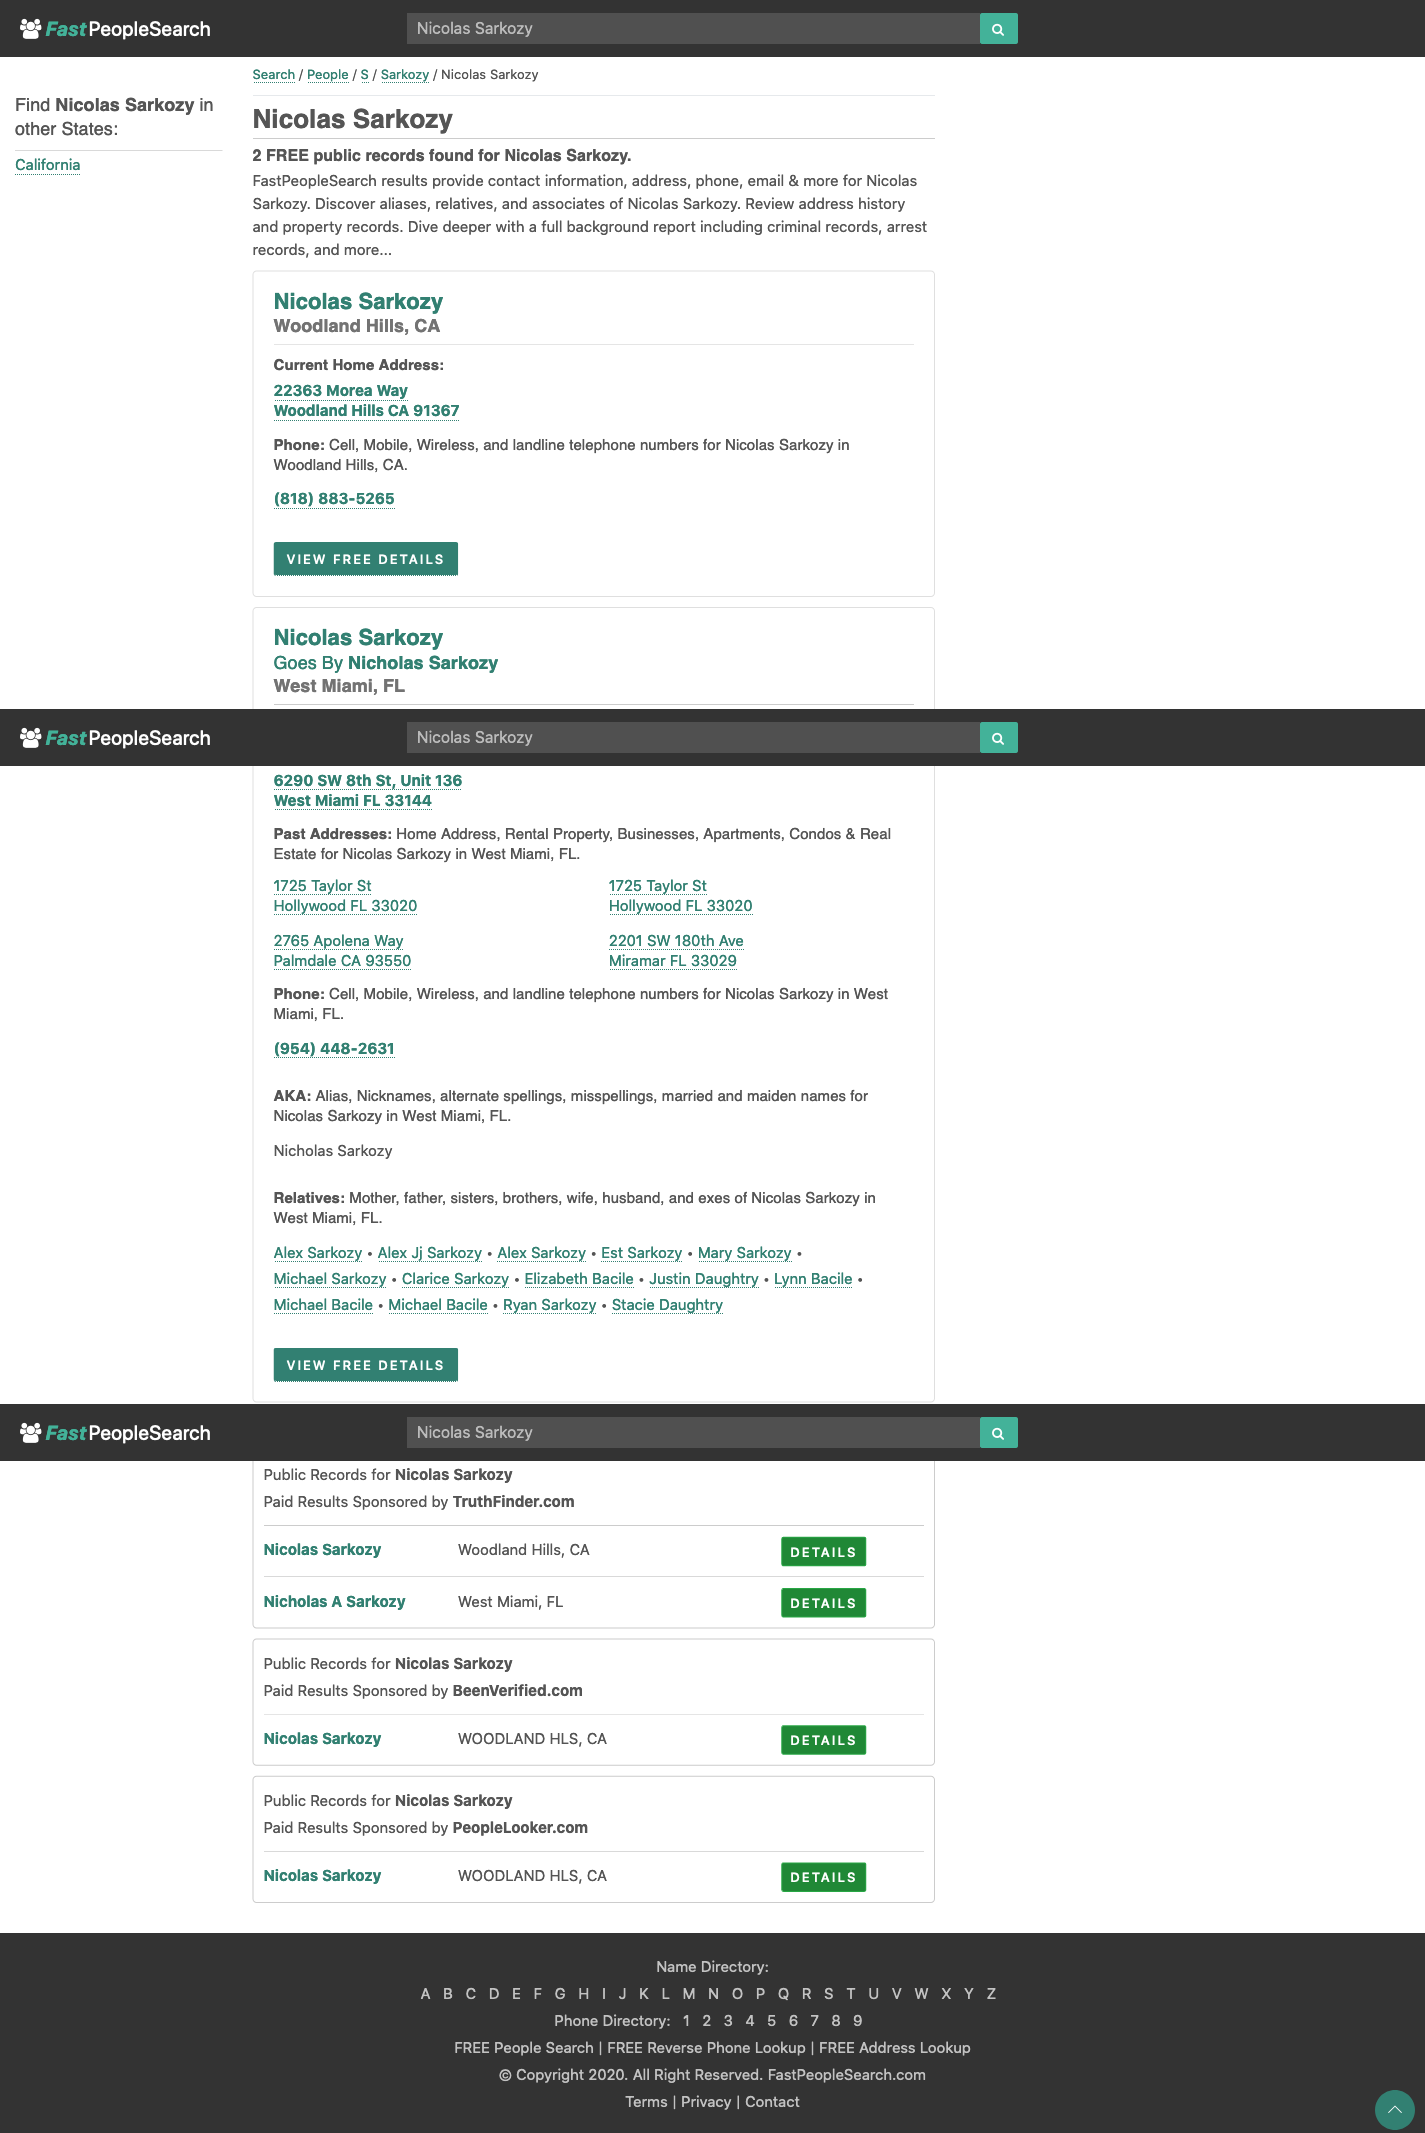 FastPeopleSearch
Nicolas Sarkozy
Search / People / S / Sarkozy / Nicolas Sarkozy
Find Nicolas Sarkozy in
other States:
California
Nicolas Sarkozy
2 FREE public records found for Nicolas Sarkozy.
FastPeopleSearch results provide contact information, address, phone, email & more for Nicolas
Sarkozy. Discover aliases, relatives, and associates of Nicolas Sarkozy. Review address history
and property records. Dive deeper with a full background report including criminal records, arrest
records, and more...
Nicolas Sarkozy
Woodland Hills, CA
Current Home Address:
22363 Morea Way
Woodland Hills CA 91367
Phone: Cell, Mobile, Wireless, and landline telephone numbers for Nicolas Sarkozy in
Woodland Hills, CA.
(818) 883-5265
VIEW FREE DETAILS
Nicolas Sarkozy
Goes By Nicholas Sarkozy
West Miami, FL
FastPeopleSearch
Nicolas Sarkozy
6290 SW 8th St, Unit 136
West Miami FL 33144
Past Addresses: Home Address, Rental Property, Businesses, Apartments, Condos & Real
Estate for Nicolas Sarkozy in West Miami, FL.
1725 Taylor St
Hollywood FL 33020
1725 Taylor St
Hollywood FL 33020
2765 Apolena Way
Palmdale CA 93550
2201 SW 180th Ave
Miramar FL 33029
Phone: Cell, Mobile, Wireless, and landline telephone numbers for Nicolas Sarkozy in West
Miami, FL.
(954) 448-2631
AKA: Alias, Nicknames, alternate spellings, misspellings, married and maiden names for
Nicolas Sarkozy in West Miami, FL.
Nicholas Sarkozy
Relatives: Mother, father, sisters, brothers, wife, husband, and exes of Nicolas Sarkozy in
West Miami, FL.
Alex Sarkozy • Alex Jj Sarkozy • Alex Sarkozy • Est Sarkozy • Mary Sarkozy •
Michael Sarkozy • Clarice Sarkozy • Elizabeth Bacile • Justin Daughtry • Lynn Bacile •
Michael Bacile • Michael Bacile • Ryan Sarkozy • Stacie Daughtry
VIEW FREE DETAILS
FastPeopleSearch
Nicolas Sarkozy
Public Records for Nicolas Sarkozy
Paid Results Sponsored by TruthFinder.com
Nicolas Sarkozy Woodland Hills, CA DETAILS
Nicholas A Sarkozy West Miami, FL DETAILS
Public Records for Nicolas Sarkozy
Paid Results Sponsored by BeenVerified.com
Nicolas Sarkozy WOODLAND HLS, CA DETAILS
Public Records for Nicolas Sarkozy
Paid Results Sponsored by PeopleLooker.com
Nicolas Sarkozy WOODLAND HLS, CA DETAILS
Name Directory:
A B C D E F G H I J K L M N O P Q R S T U V W X Y Z
Phone Directory: 1 2 3 4 5 6 7 8 9
FREE People Search | FREE Reverse Phone Lookup | FREE Address Lookup
© Copyright 2020. All Right Reserved. FastPeopleSearch.com
Terms | Privacy | Contact